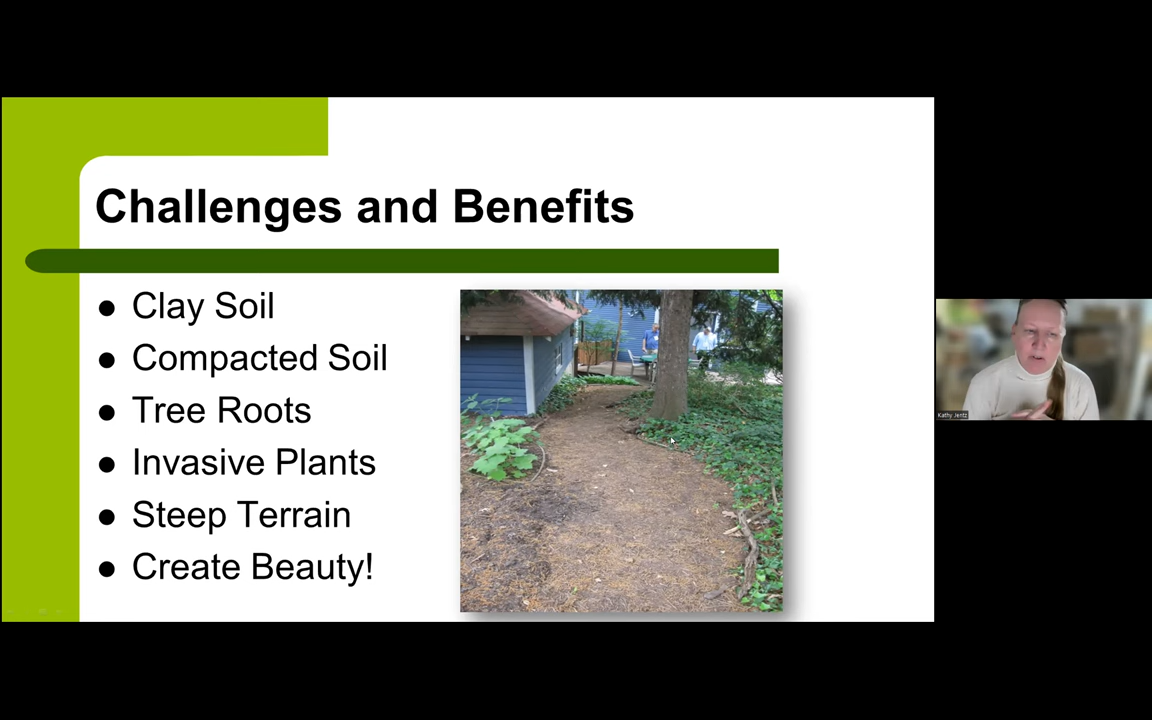 Challenges and Benefits
● Clay Soil
● Compacted Soil
● Tree Roots
● Invasive Plants
● Steep Terrain
● Create Beauty!
Kathy Jentz